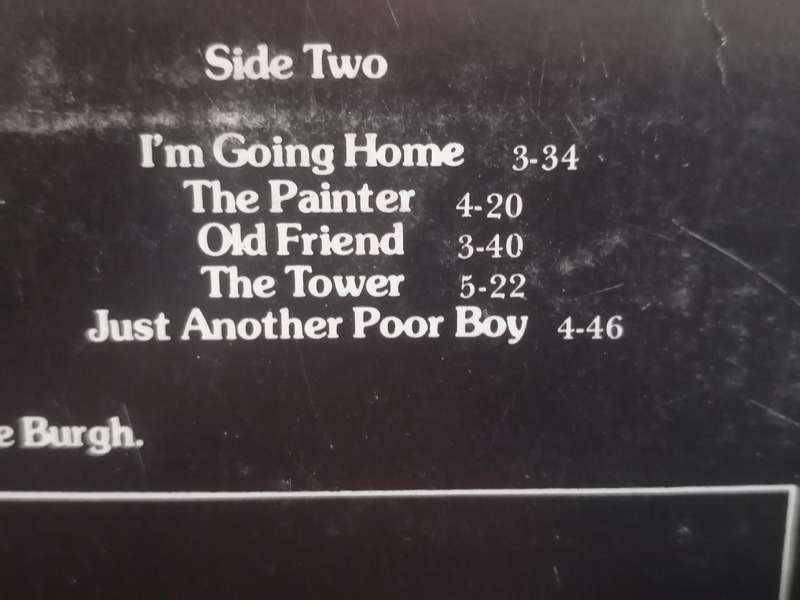 Side Two
I'm Going Home 3-34
The Painter 4-20
Old Friend 3-40
The Tower 5-22
Just Another Poor Boy 4-46
e Burgh.